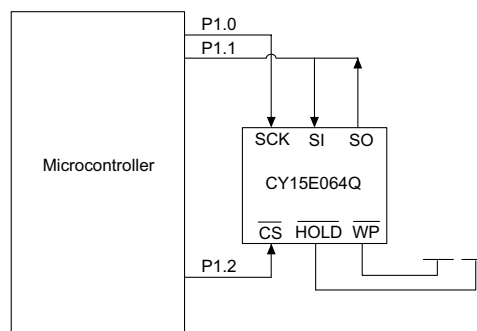 P1.0
P1.1
SCK SI SO
Microcontroller
CY15E064Q
CS HOLD WP
P1.2